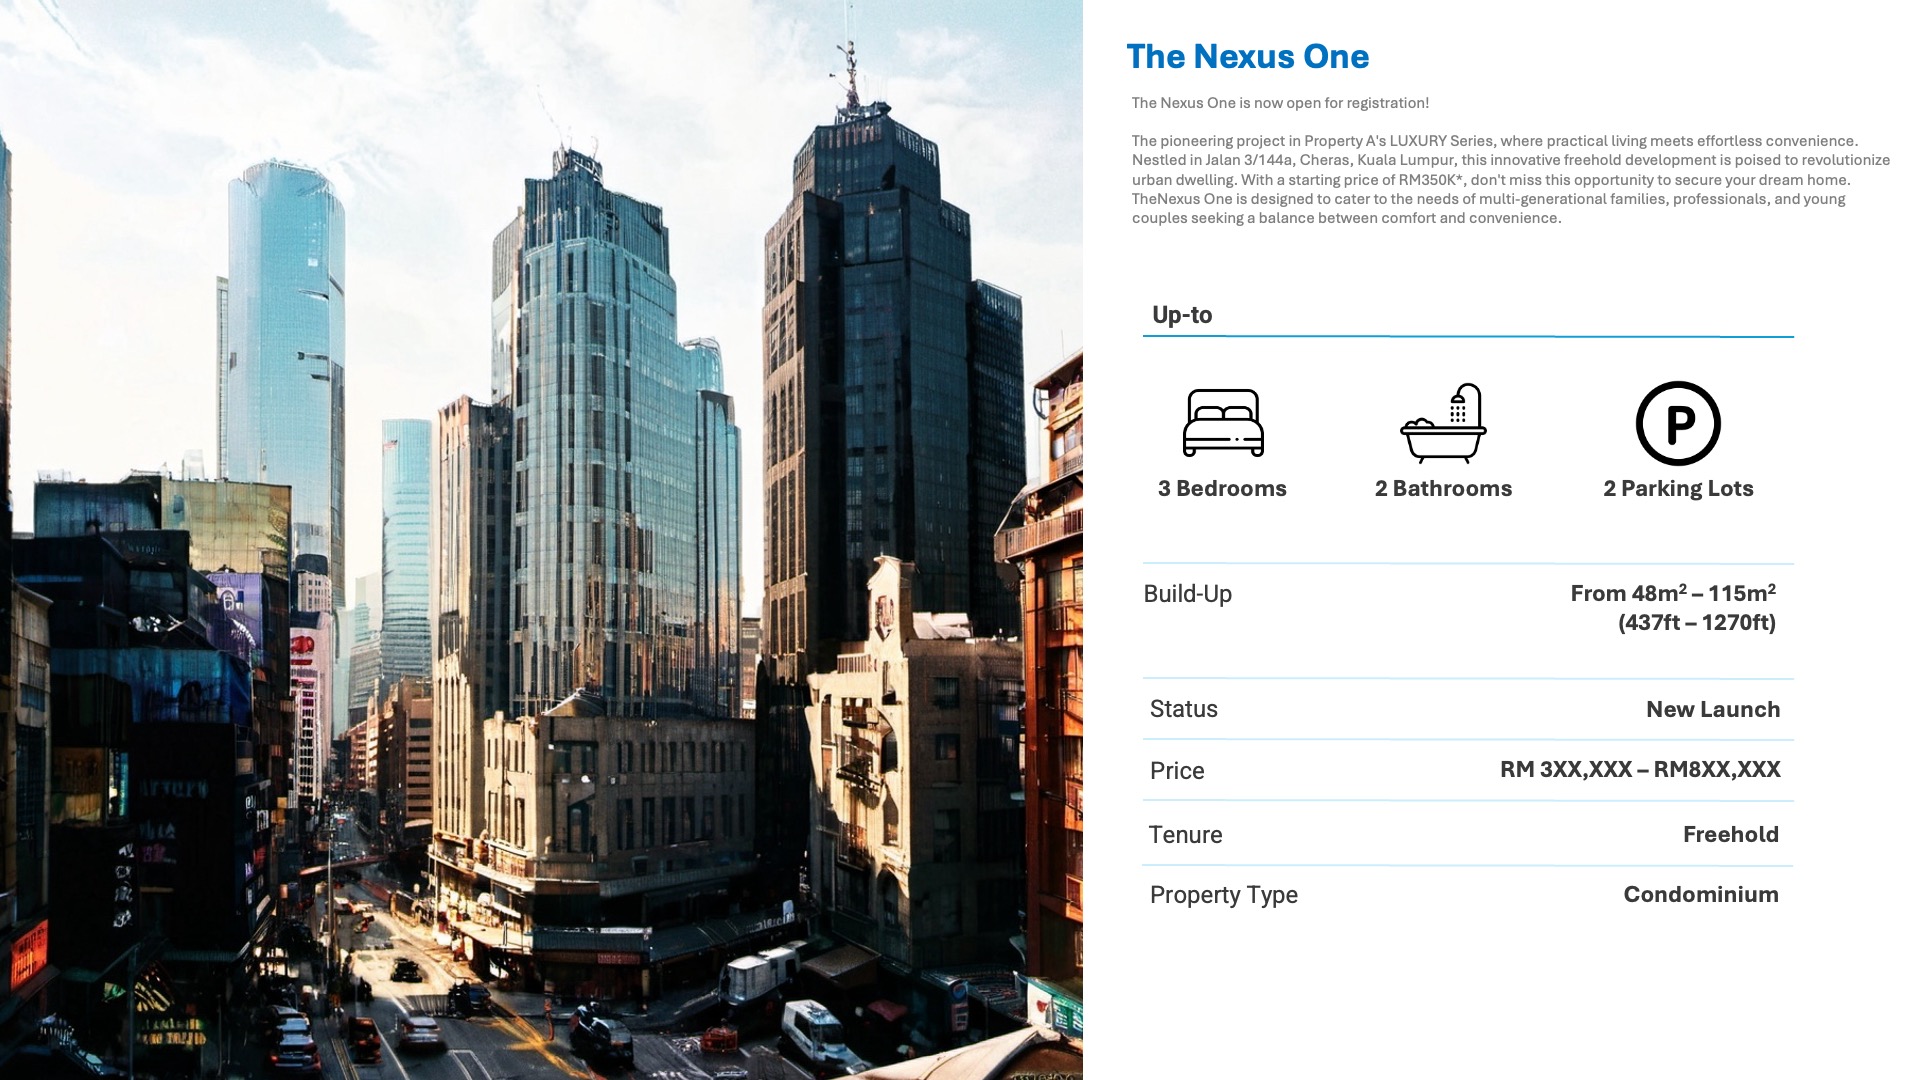 The Nexus One
The Nexus One is now open for registration!
The pioneering project in Property A's LUXURY Series, where practical living meets effortless convenience.
Nestled in Jalan 3/144a, Cheras, Kuala Lumpur, this innovative freehold development is poised to revolutionize
urban dwelling. With a starting price of RM350K*, don't miss this opportunity to secure your dream home.
TheNexus One is designed to cater to the needs of multi-generational families, professionals, and young
couples seeking a balance between comfort and convenience.
Up-to
P
3 Bedrooms 2 Bathrooms 2 Parking Lots
Build-Up From 48m² – 115m²
(437ft – 1270ft)
Status New Launch
Price RM 3XX,XXX – RM8XX,XXX
Tenure Freehold
Property Type Condominium